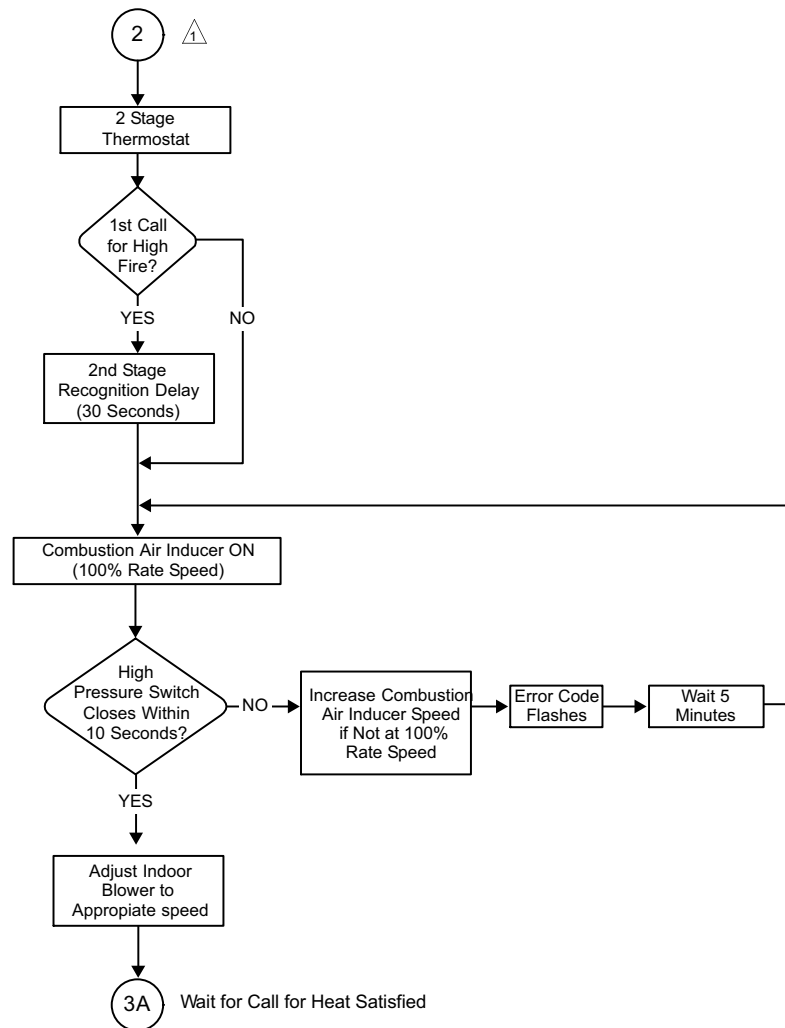 2
1
2 Stage
Thermostat
1st Call
for High
Fire?
YES
NO
2nd Stage
Recognition Delay
(30 Seconds)
Combustion Air Inducer ON
(100% Rate Speed)
High
Pressure Switch
Closes Within
10 Seconds?
NO
Increase Combustion
Air Inducer Speed
if Not at 100%
Rate Speed
Error Code
Flashes
Wait 5
Minutes
YES
Adjust Indoor
Blower to
Appropiate speed
3A
Wait for Call for Heat Satisfied